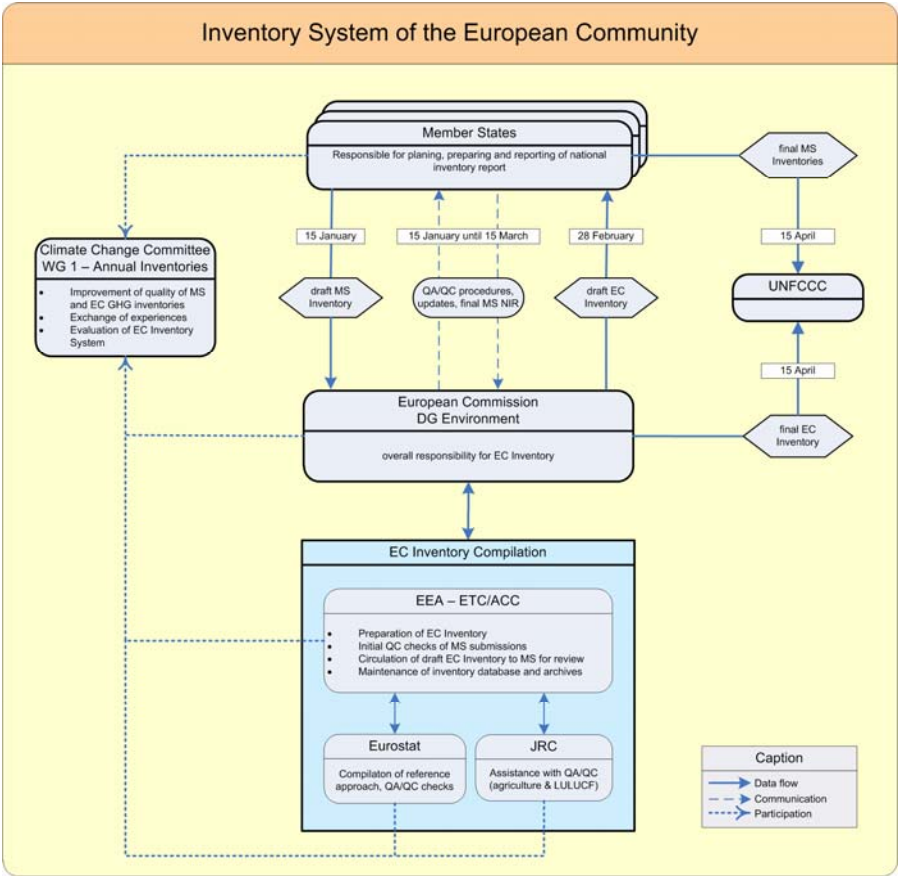 Inventory System of the European Community
Member States
Responsible for planing, preparing and reporting of national
inventory report
final MS
Inventories
15 January
15 January until 15 March
28 February
15 April
Climate Change Committee
WG 1 – Annual Inventories
• Improvement of quality of MS
and EC GHG inventories
• Exchange of experiences
• Evaluation of EC Inventory
System
draft MS
Inventory
QA/QC procedures,
updates, final MS NIR
draft EC
Inventory
UNFCCC
15 April
European Commission
DG Environment
overall responsibility for EC Inventory
final EC
Inventory
EC Inventory Compilation
EEA – ETC/ACC
• Preparation of EC Inventory
• Initial QC checks of MS submissions
• Circulation of draft EC Inventory to MS for review
• Maintenance of inventory database and archives
Eurostat
Compilaton of reference
approach, QA/QC checks
JRC
Assistance with QA/QC
(agriculture & LULUCF)
Caption
Data flow
Communication
Participation